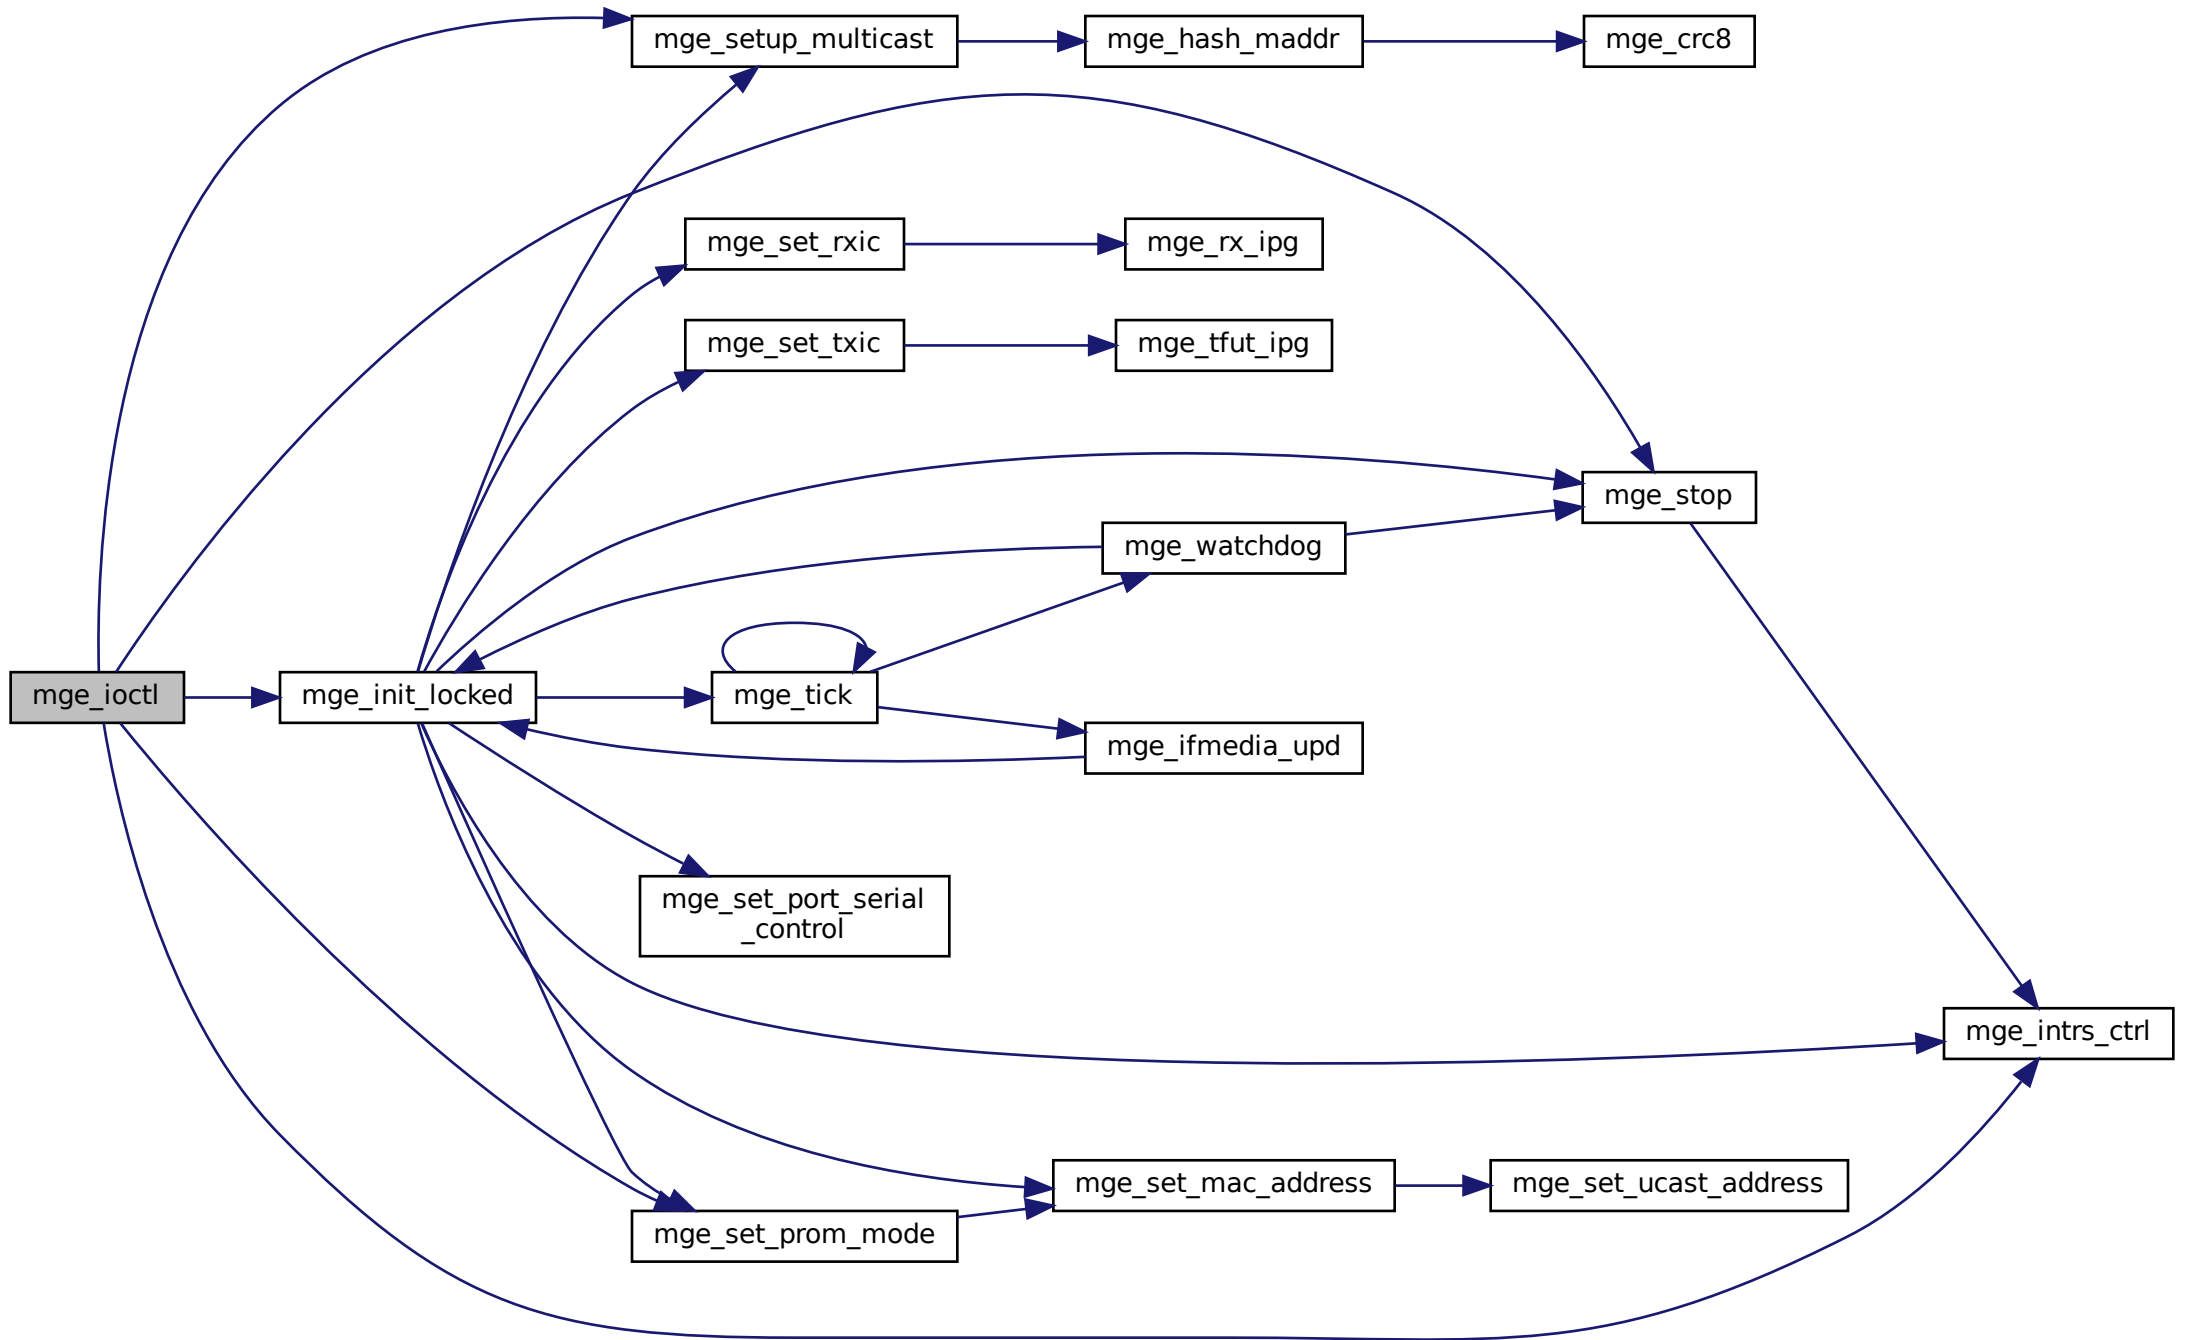 mge_setup_multicast
mge_hash_maddr
mge_crc8
mge_set_rxic
mge_rx_ipg
mge_set_txic
mge_tfut_ipg
mge_stop
mge_watchdog
mge_ioctl
mge_init_locked
mge_tick
mge_ifmedia_upd
mge_set_port_serial
_control
mge_intrs_ctrl
mge_set_mac_address
mge_set_ucast_address
mge_set_prom_mode